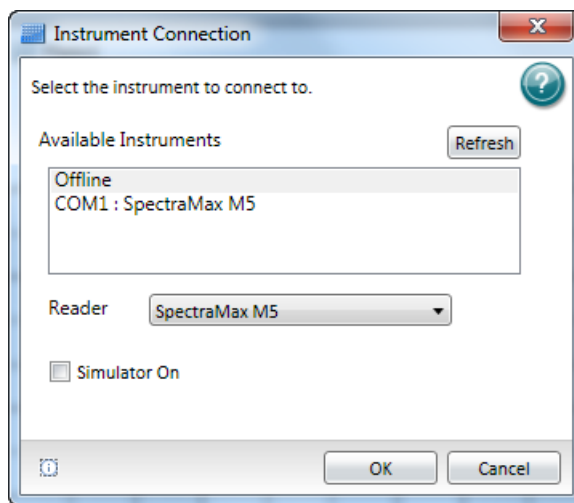 Instrument Connection
x
Select the instrument to connect to.
?
Available Instruments
Refresh
Offline
COM1 : SpectraMax M5
Reader
SpectraMax M5
Simulator On
i
OK
Cancel